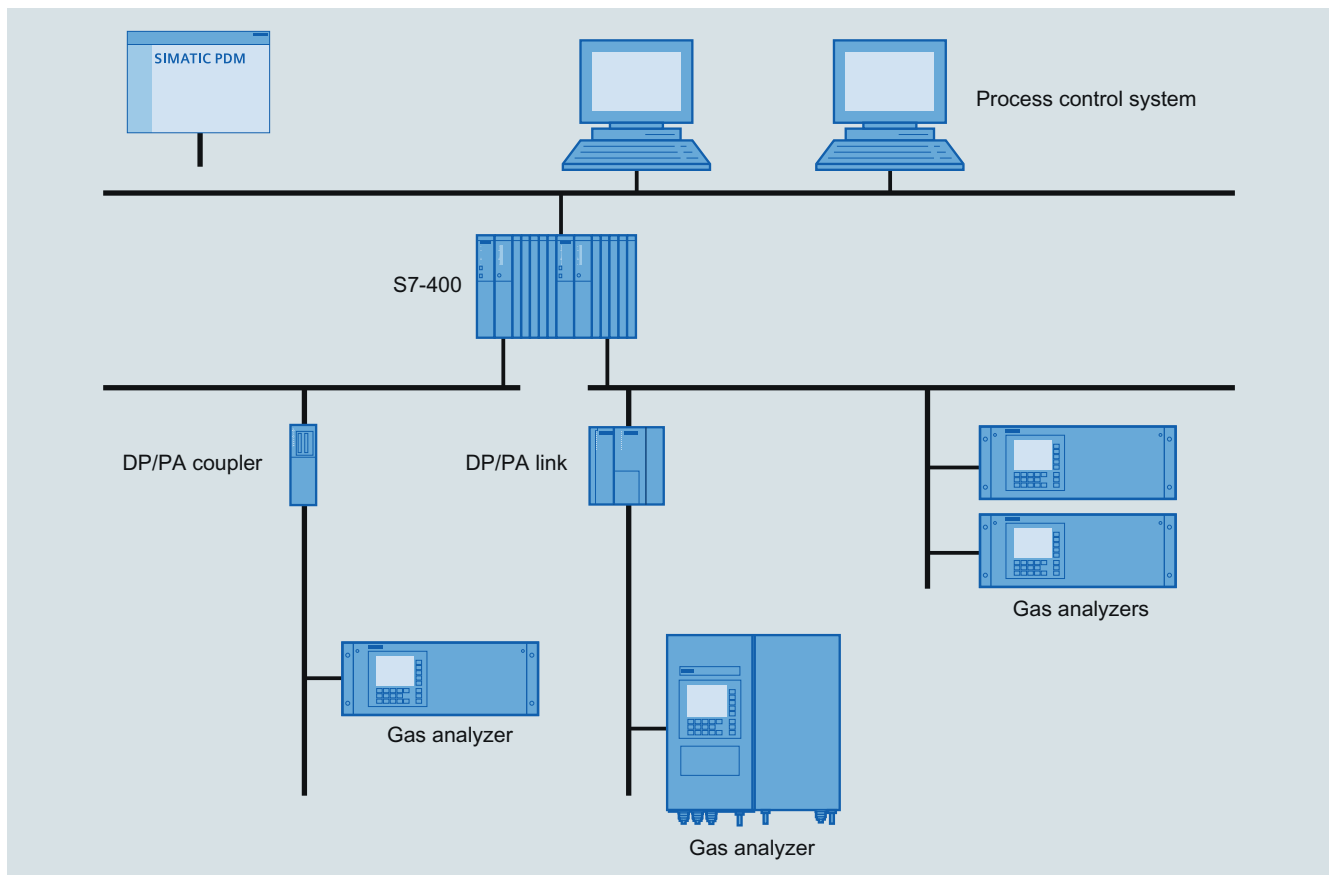 SIMATIC PDM
Process control system
S7-400
DP/PA coupler
DP/PA link
Gas analyzers
Gas analyzer
Gas analyzer